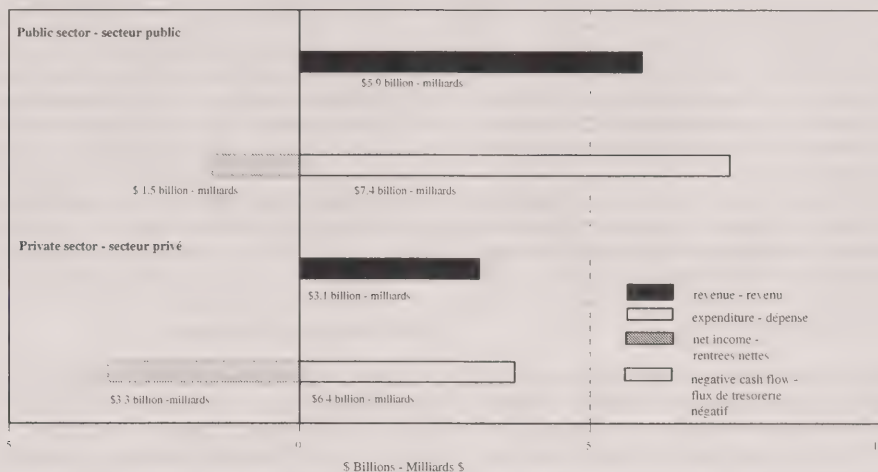 Public sector - secteur public
$5.9 billion - milliards
$ 1.5 billion - milliards
$7.4 billion - milliards
Private sector - secteur privé
$3.1 billion - milliards
$3.3 billion -milliards
$6.4 billion - milliards
revenue - revenu
expenditure - dépense
net income -
rentrées nettes
negative cash flow -
flux de trésorerie
négatif
5 0 5
$ Billions - Milliards $